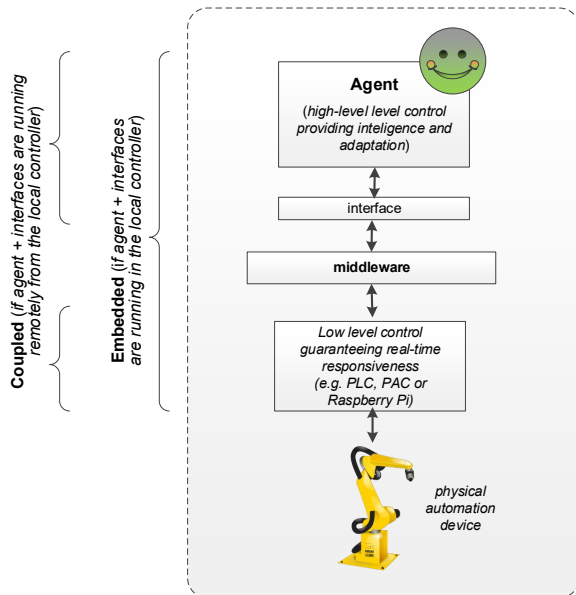 Coupled (if agent + interfaces are running
remotely from the local controller)
Embedded (if agent + interfaces
are running in the local controller)
Agent
(high-level level control
providing inteligence and
adaptation)
interface
middleware
Low level control
guaranteeing real-time
responsiveness
(e.g. PLC, PAC or
Raspberry Pi)
physical
automation
device